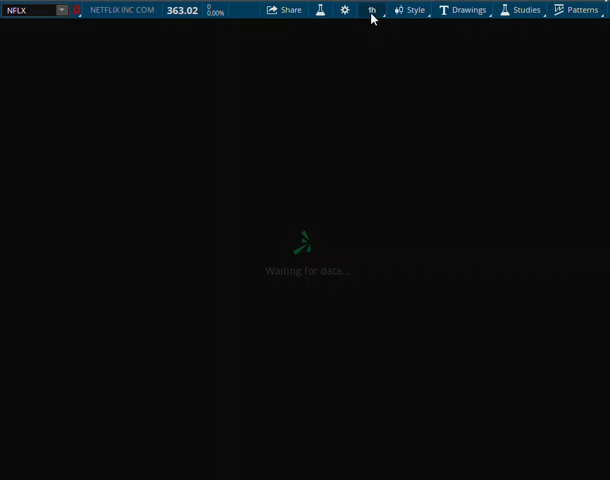 NFLX NETFLIX INC COM 363.02 0 Share 1h Style Drawings Studies Patterns
0.00%
Waiting for data...